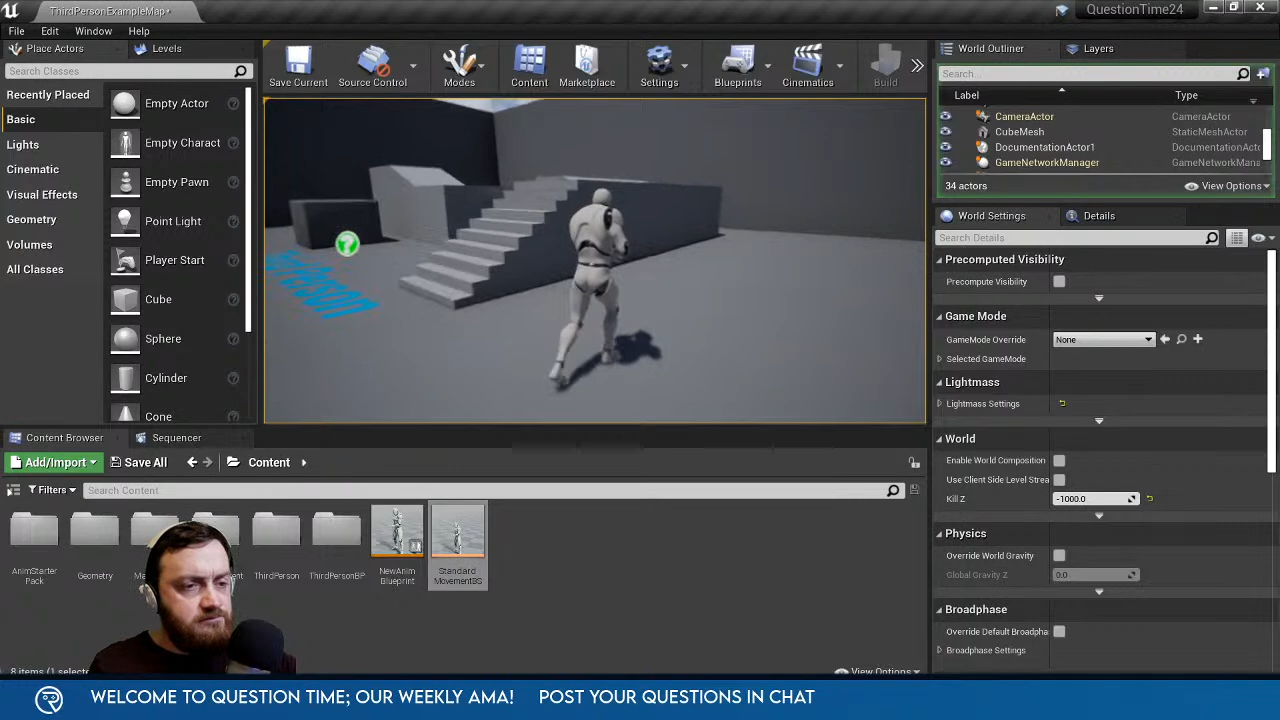 ThirdPersonExampleMap*
QuestionTime24
File Edit Window Help
Place Actors Levels
Search Classes
Recently Placed
Basic
Lights
Cinematic
Visual Effects
Geometry
Volumes
All Classes
Empty Actor
Empty Charact
Empty Pawn
Point Light
Player Start
Cube
Sphere
Cylinder
Cone
Save Current Source Control Modes Content Marketplace Settings Blueprints Cinematics Build
World Outliner Layers
Search...
Label Type
CameraActor CameraActor
CubeMesh StaticMeshActor
DocumentationActor1 DocumentationActo
GameNetworkManager GameNetworkMana
34 actors View Options
World Settings Details
Search Details
Precomputed Visibility
Precompute Visibility
Game Mode
GameMode Override None
Selected GameMode
Lightmass
Lightmass Settings
World
Enable World Composition
Use Client Side Level Strea
Kill Z -1000.0
Physics
Override World Gravity
Global Gravity Z 0.0
Broadphase
Override Default Broadpha
Broadphase Settings
Content Browser Sequencer
Add/Import Save All Content
Filters Search Content
AnimStarter
Pack
Geometry
ThirdPerson
ThirdPersonBP
NewAnim
Blueprint
Standard
MovementBS
8 items (1 selecte
View Options
WELCOME TO QUESTION TIME; OUR WEEKLY AMA! POST YOUR QUESTIONS IN CHAT